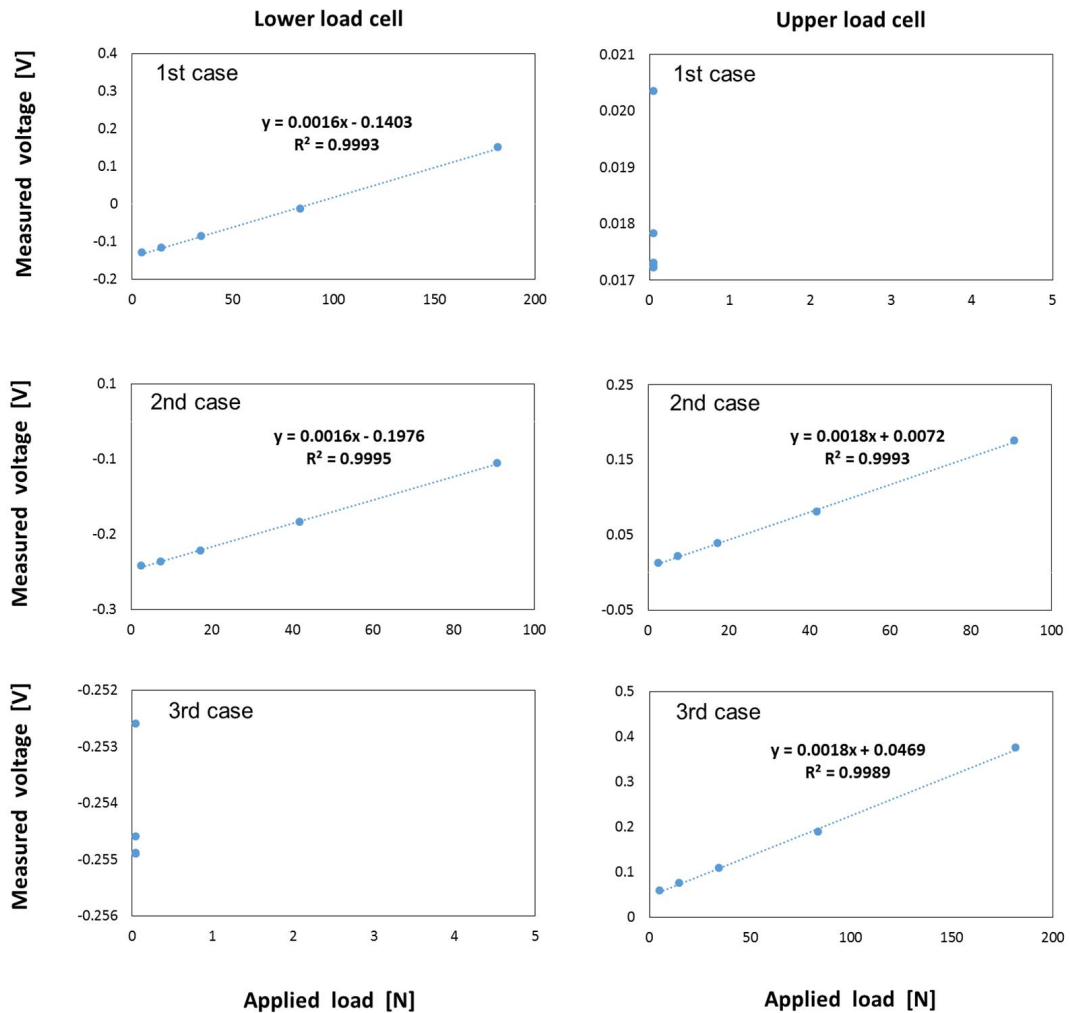 Lower load cell
Upper load cell
Measured voltage [V]
0.4
0.3
0.2
0.1
0
-0.1
-0.2
1st case
y = 0.0016x - 0.1403
R² = 0.9993
0 50 100 150 200
0.021
0.020
0.019
0.018
0.017
1st case
0 1 2 3 4 5
Measured voltage [V]
0.1
-0.1
-0.2
-0.3
2nd case
y = 0.0016x - 0.1976
R² = 0.9995
0 20 40 60 80 100
0.25
0.15
0.05
-0.05
2nd case
y = 0.0018x + 0.0072
R² = 0.9993
0 20 40 60 80 100
Measured voltage [V]
-0.252
-0.253
-0.254
-0.255
-0.256
3rd case
0 1 2 3 4 5
0.5
0.4
0.3
0.2
0.1
0
3rd case
y = 0.0018x + 0.0469
R² = 0.9989
0 50 100 150 200
Applied load [N]
Applied load [N]